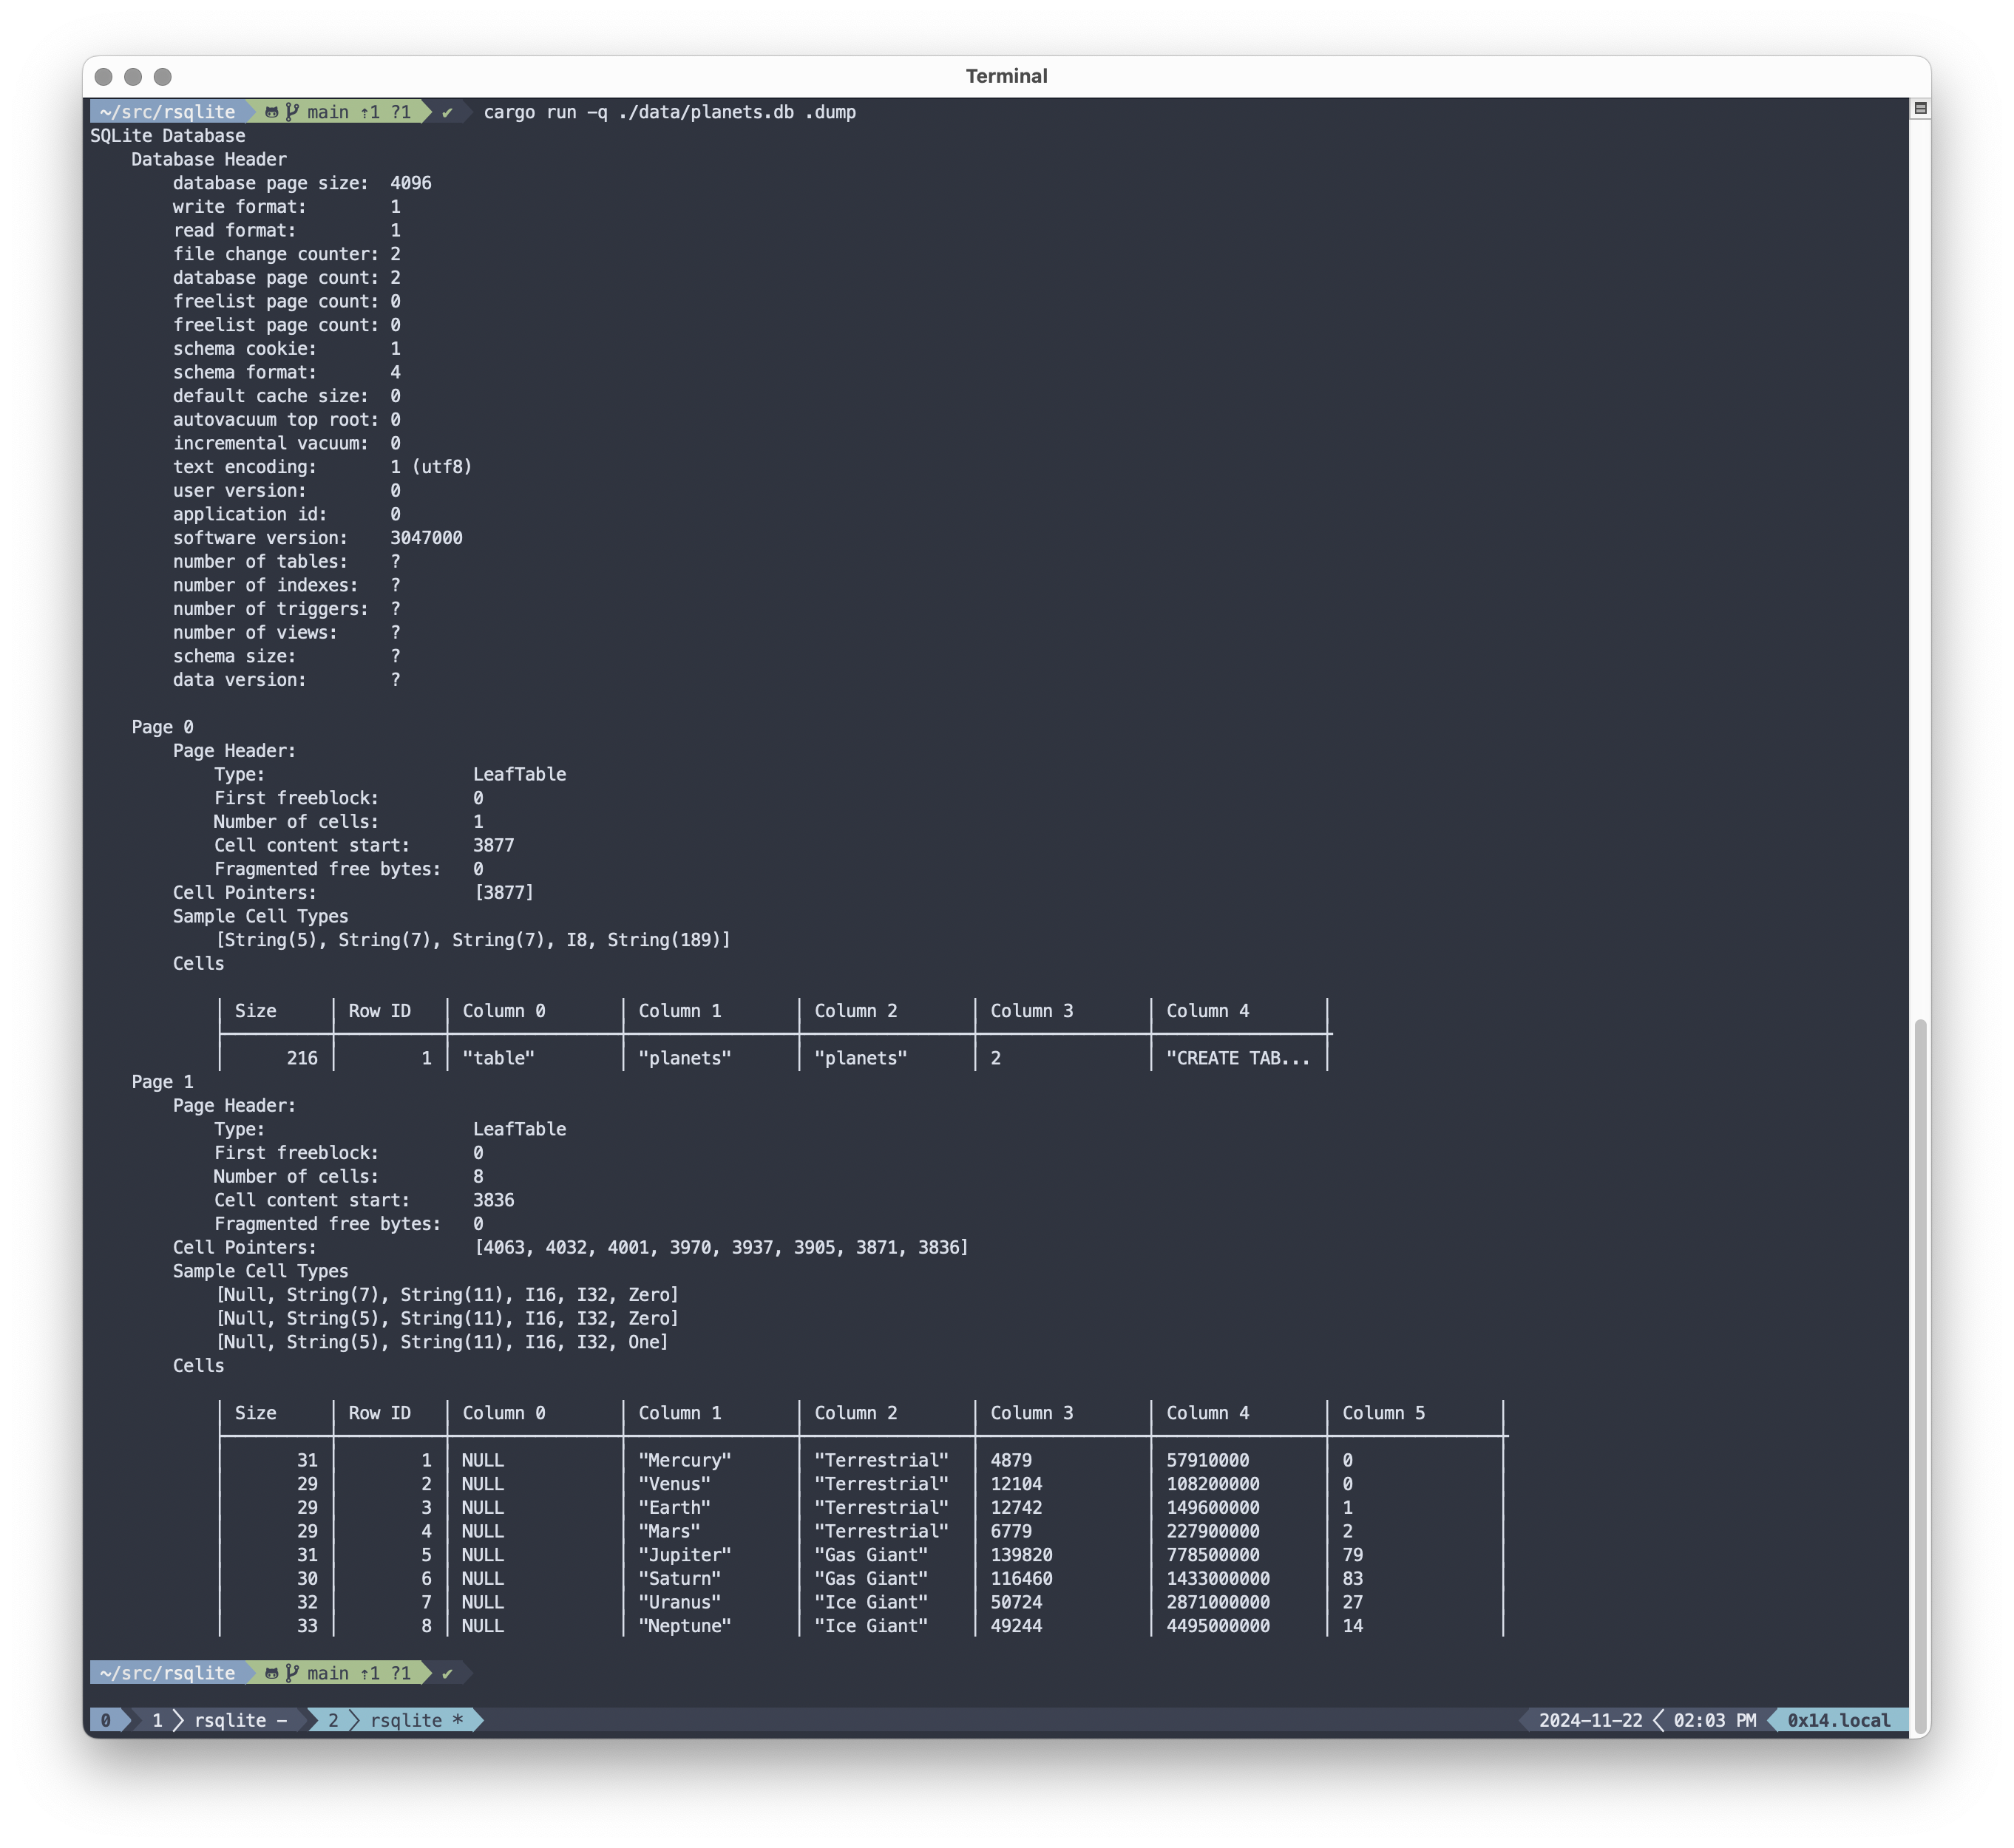 Terminal
~/src/rsqlite main ⇡1 ?1 ✔ cargo run -q ./data/planets.db .dump
SQLite Database
Database Header
database page size: 4096
write format: 1
read format: 1
file change counter: 2
database page count: 2
freelist page count: 0
freelist page count: 0
schema cookie: 1
schema format: 4
default cache size: 0
autovacuum top root: 0
incremental vacuum: 0
text encoding: 1 (utf8)
user version: 0
application id: 0
software version: 3047000
number of tables: ?
number of indexes: ?
number of triggers: ?
number of views: ?
schema size: ?
data version: ?
Page 0
Page Header:
Type: LeafTable
First freeblock: 0
Number of cells: 1
Cell content start: 3877
Fragmented free bytes: 0
Cell Pointers: [3877]
Sample Cell Types
[String(5), String(7), String(7), I8, String(189)]
Cells
Size Row ID Column 0 Column 1 Column 2 Column 3 Column 4
216 1 "table" "planets" "planets" 2 "CREATE TAB...
Page 1
Page Header:
Type: LeafTable
First freeblock: 0
Number of cells: 8
Cell content start: 3836
Fragmented free bytes: 0
Cell Pointers: [4063, 4032, 4001, 3970, 3937, 3905, 3871, 3836]
Sample Cell Types
[Null, String(7), String(11), I16, I32, Zero]
[Null, String(5), String(11), I16, I32, Zero]
[Null, String(5), String(11), I16, I32, One]
Cells
Size Row ID Column 0 Column 1 Column 2 Column 3 Column 4 Column 5
31 1 NULL "Mercury" "Terrestrial" 4879 57910000 0
29 2 NULL "Venus" "Terrestrial" 12104 108200000 0
29 3 NULL "Earth" "Terrestrial" 12742 149600000 1
29 4 NULL "Mars" "Terrestrial" 6779 227900000 2
31 5 NULL "Jupiter" "Gas Giant" 139820 778500000 79
30 6 NULL "Saturn" "Gas Giant" 116460 1433000000 83
32 7 NULL "Uranus" "Ice Giant" 50724 2871000000 27
33 8 NULL "Neptune" "Ice Giant" 49244 4495000000 14
~/src/rsqlite main ⇡1 ?1 ✔
0 1 rsqlite - 2 rsqlite * 2024-11-22 02:03 PM 0x14.local